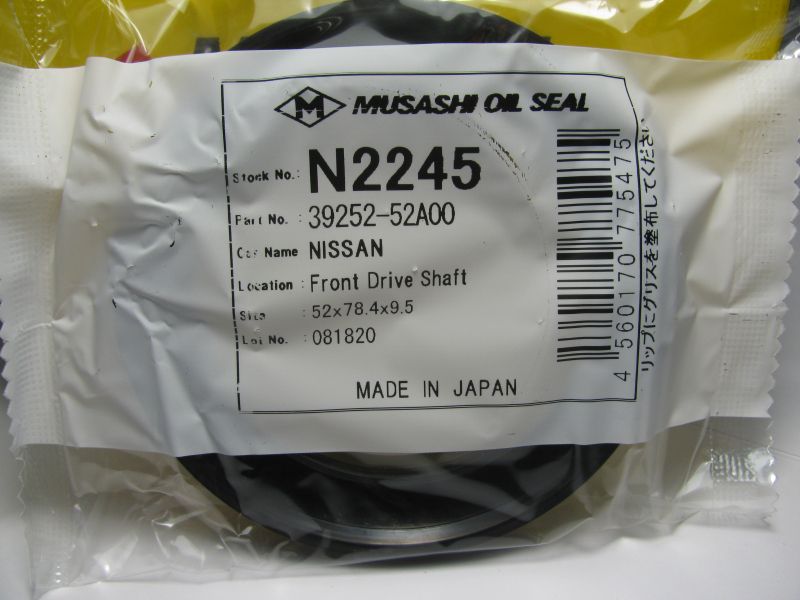 M MUSASHI OIL SEAL
Stock No.: N2245
Part No. : 39252-52A00
Car Name NISSAN
Location : Front Drive Shaft
Size : 52x78.4x9.5
Lot No. : 081820
MADE IN JAPAN
4 560170 775475
リップにグリスを塗布してください